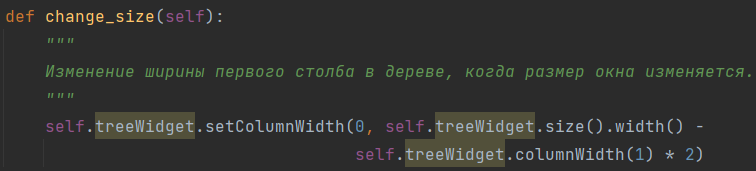 def change_size(self):
"""
Изменение ширины первого столба в дереве, когда размер окна изменяется.
"""
self.treeWidget.setColumnWidth(0, self.treeWidget.size().width() -
self.treeWidget.columnWidth(1) * 2)